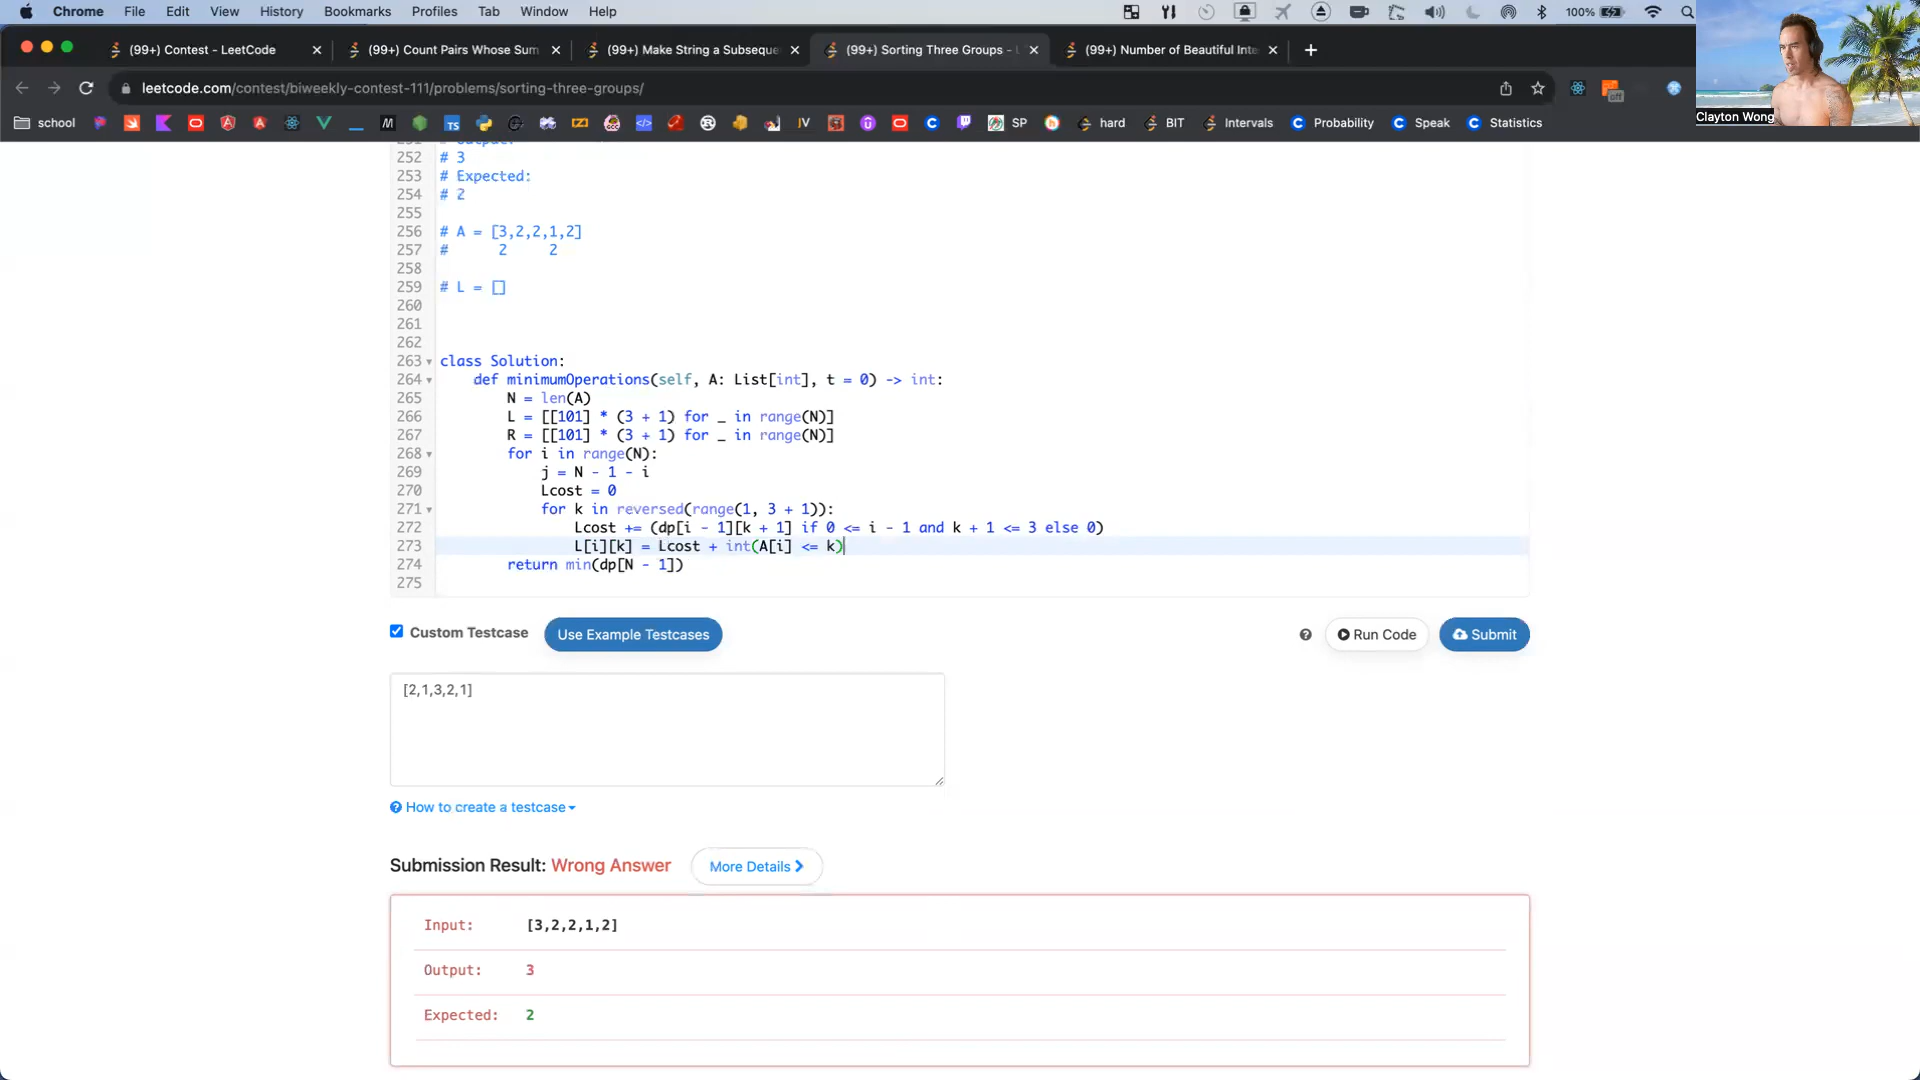 Chrome File Edit View History Bookmarks Profiles Tab Window Help 100%
(99+) Contest - LeetCode
(99+) Count Pairs Whose Sum
(99+) Make String a Subseque
(99+) Sorting Three Groups -
(99+) Number of Beautiful Inte
leetcode.com/contest/biweekly-contest-111/problems/sorting-three-groups/
off
Clayton Wong
school TS JV SP hard BIT Intervals Probability Speak Statistics
252 # 3
253 # Expected:
254 # 2
255
256 # A = [3,2,2,1,2]
257 #      2    2
258
259 # L = []
260
261
262
263 class Solution:
264     def minimumOperations(self, A: List[int], t = 0) -> int:
265         N = len(A)
266         L = [[101] * (3 + 1) for _ in range(N)]
267         R = [[101] * (3 + 1) for _ in range(N)]
268         for i in range(N):
269             j = N - 1 - i
270             Lcost = 0
271             for k in reversed(range(1, 3 + 1)):
272                 Lcost += (dp[i - 1][k + 1] if 0 <= i - 1 and k + 1 <= 3 else 0)
273                 L[i][k] = Lcost + int(A[i] <= k)
274         return min(dp[N - 1])
275
Custom Testcase Use Example Testcases Run Code Submit
[2,1,3,2,1]
How to create a testcase
Submission Result: Wrong Answer More Details
Input: [3,2,2,1,2]
Output: 3
Expected: 2